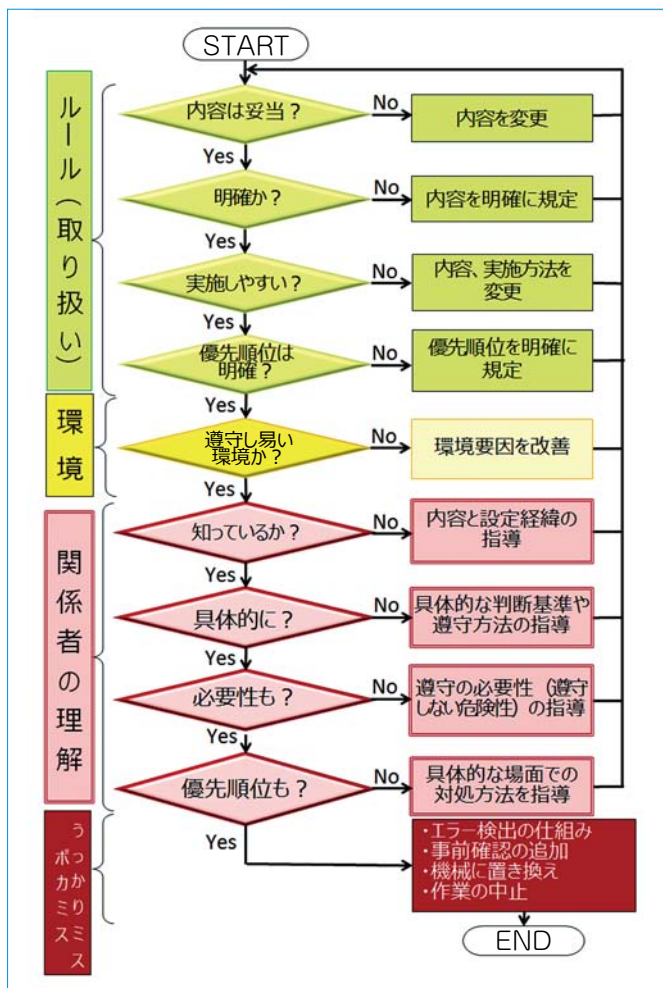 START
ルール（取り扱い）
内容は妥当？
No
内容を変更
Yes
明確か？
No
内容を明確に規定
Yes
実施しやすい？
No
内容、実施方法を
変更
Yes
優先順位は
明確？
No
優先順位を明確に
規定
Yes
環境
遵守し易い
環境か？
No
環境要因を改善
Yes
関係者の理解
知っているか？
No
内容と設定経緯の
指導
Yes
具体的に？
No
具体的な判断基準や
遵守方法の指導
Yes
必要性も？
No
遵守の必要性（遵守
しない危険性）の指導
Yes
優先順位も？
No
具体的な場面での
対処方法を指導
Yes
うっかりミス
ポカミス
・エラー検出の仕組み
・事前確認の追加
・機械に置き換え
・作業の中止
END